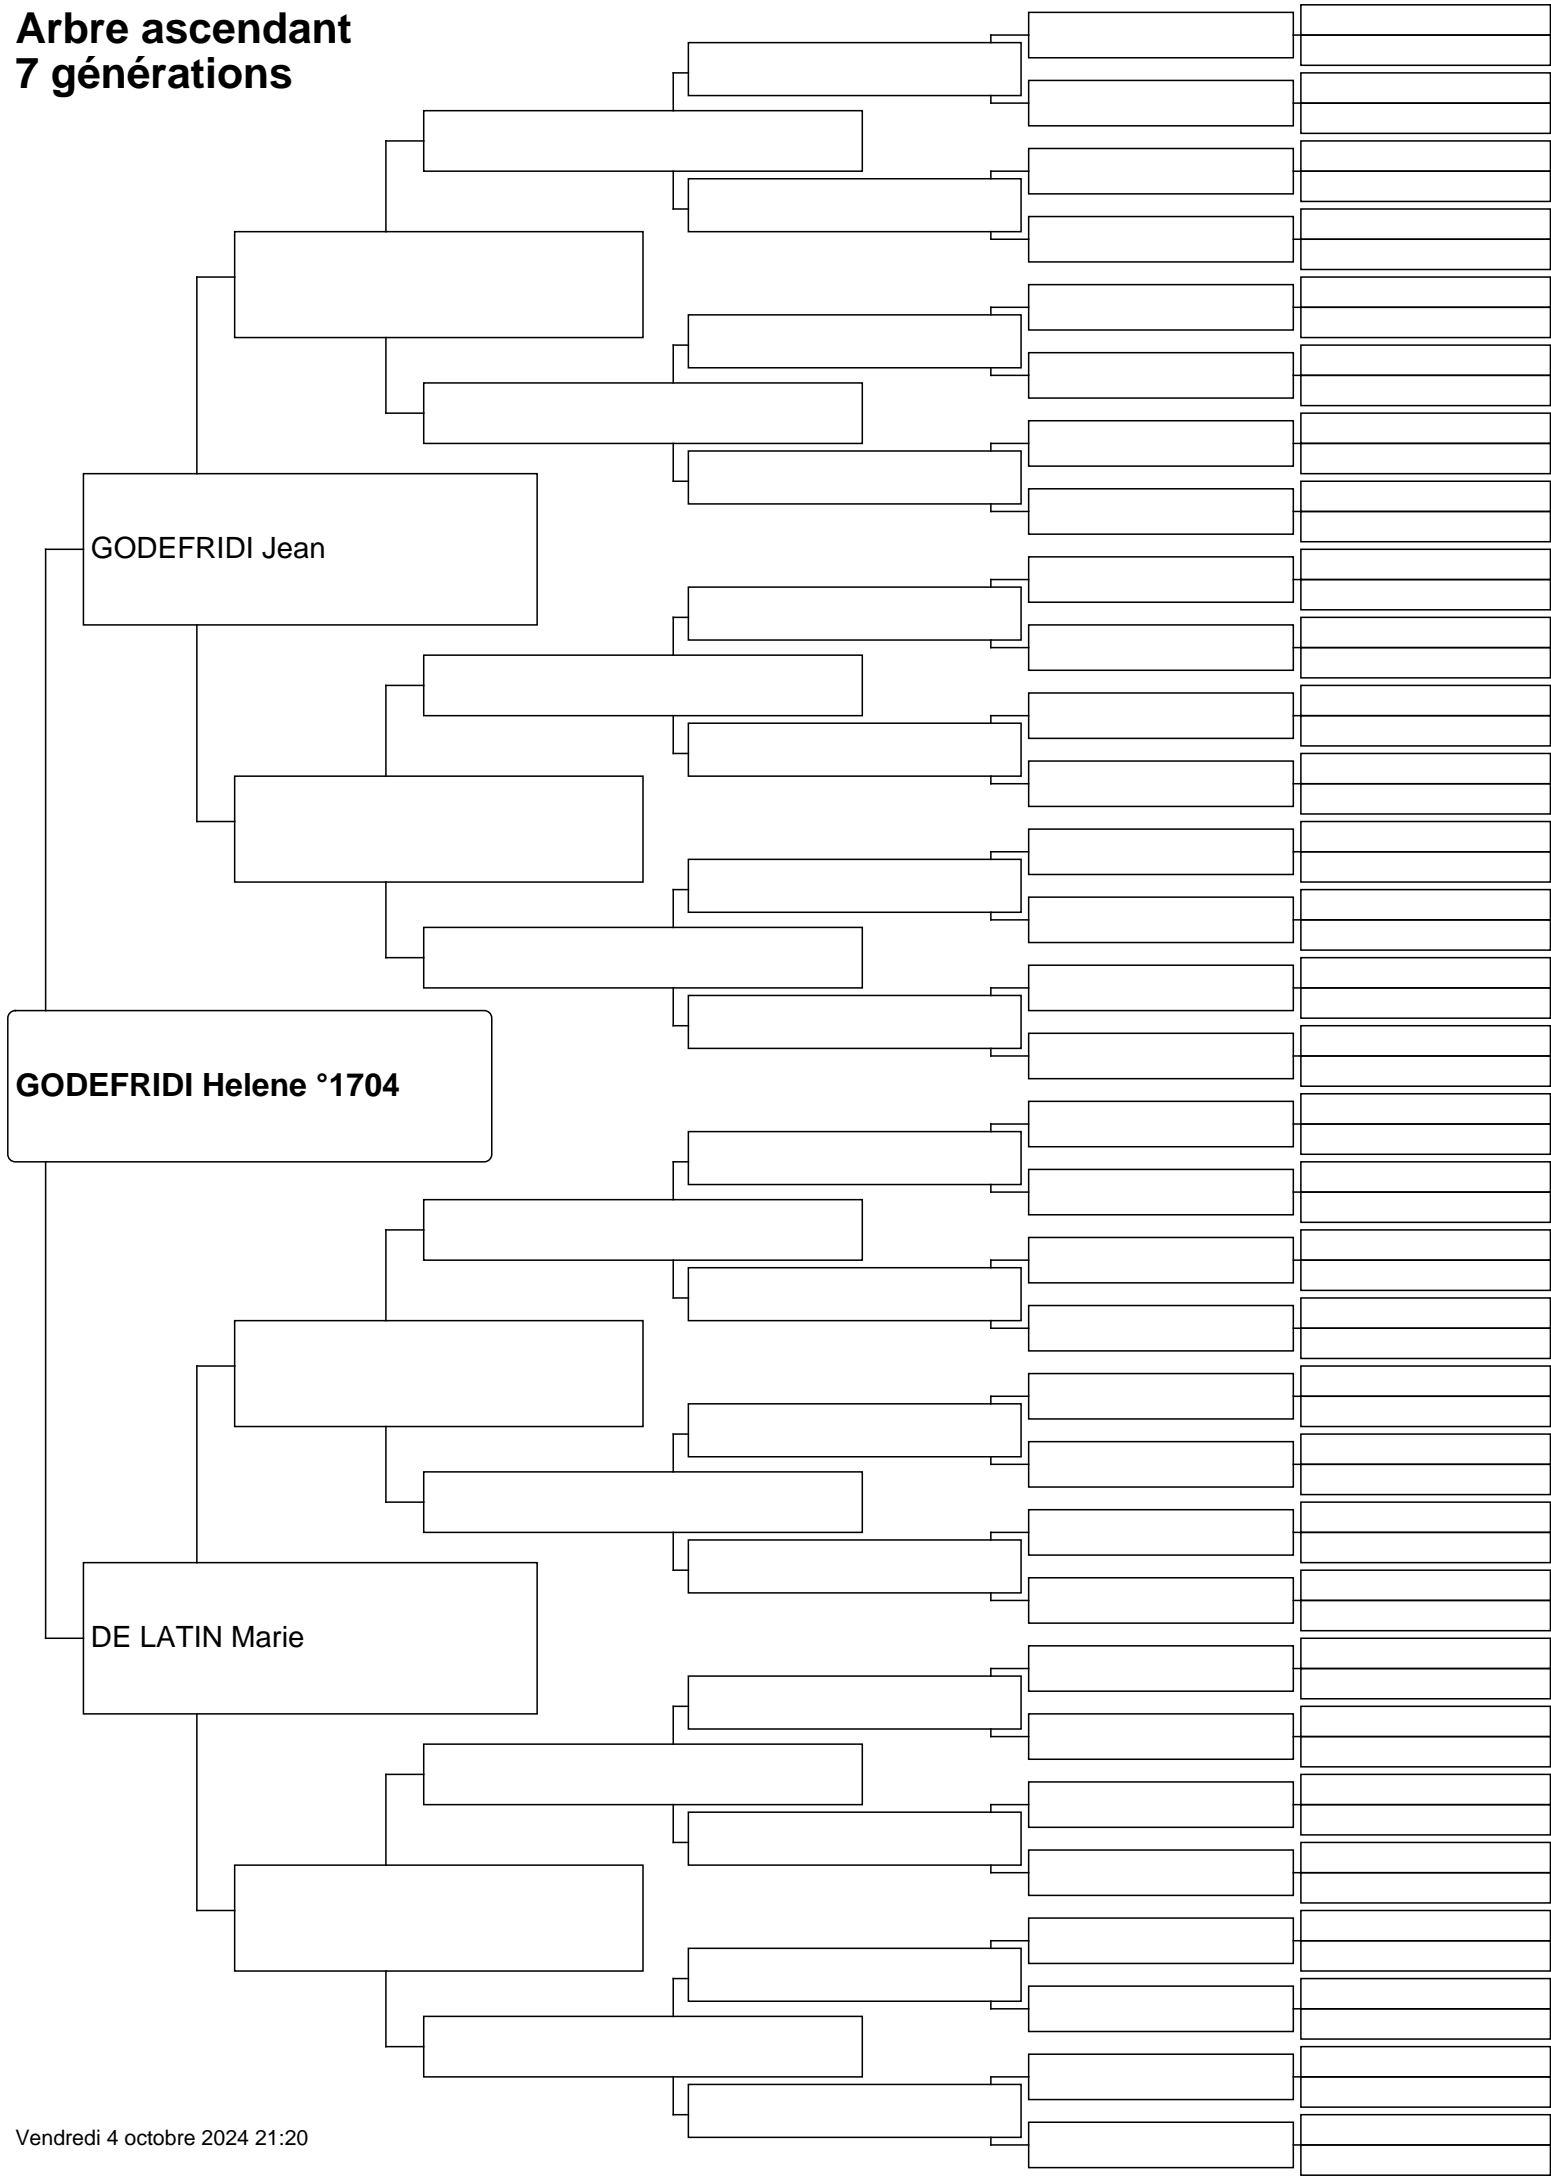 Arbre ascendant
7 générations
GODEFRIDI Jean
GODEFRIDI Helene °1704
DE LATIN Marie
Vendredi 4 octobre 2024 21:20